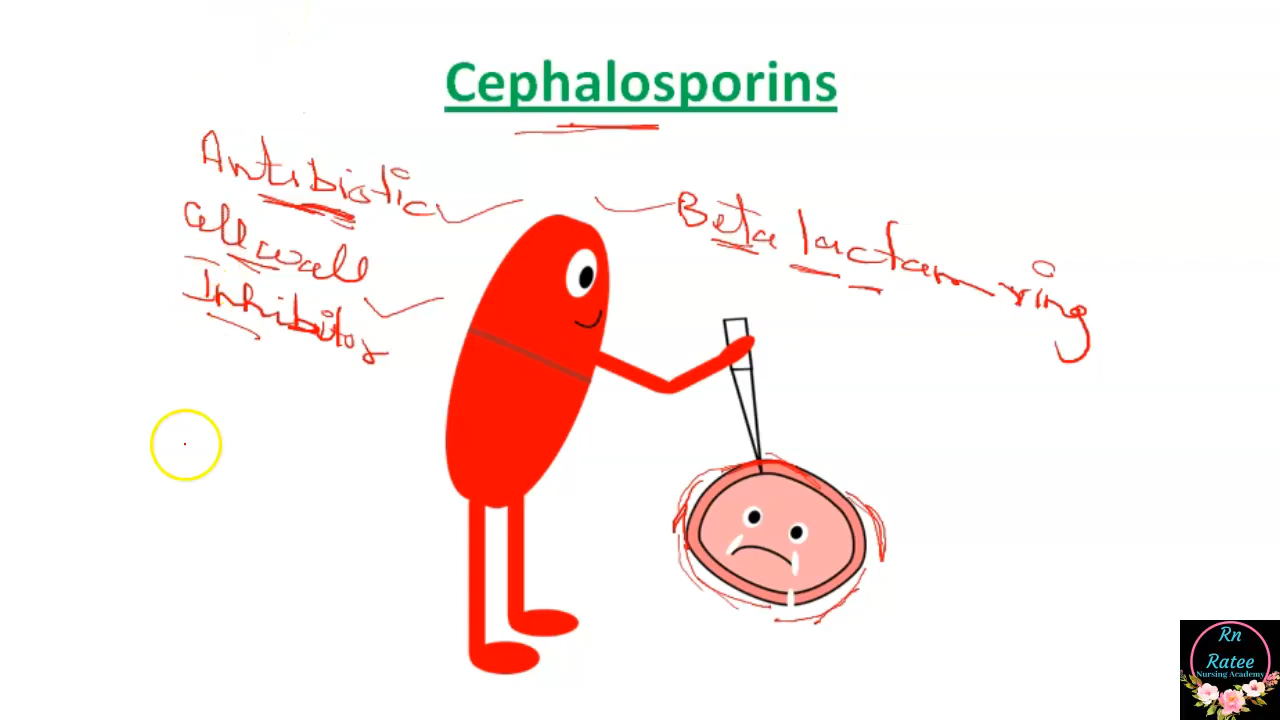 Cephalosporins
Antibiotic
Cell wall
Inhibitor
Beta lactam ring
Rn
Ratee
Nursing Academy